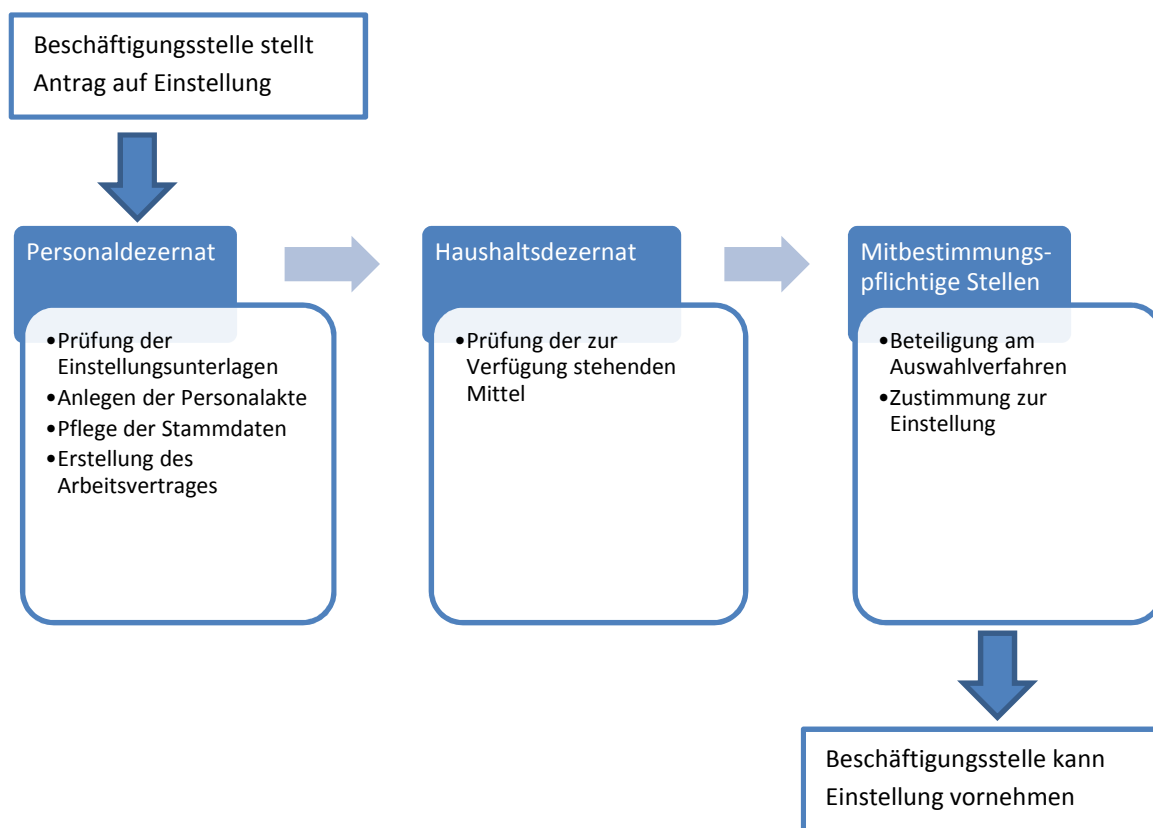 Beschäftigungsstelle stellt
Antrag auf Einstellung
Personaldezernat
•Prüfung der
Einstellungsunterlagen
•Anlegen der Personalakte
•Pflege der Stammdaten
•Erstellung des
Arbeitsvertrages
Haushaltsdezernat
•Prüfung der zur
Verfügung stehenden
Mittel
Mitbestimmungs-
pflichtige Stellen
•Beteiligung am
Auswahlverfahren
•Zustimmung zur
Einstellung
Beschäftigungsstelle kann
Einstellung vornehmen